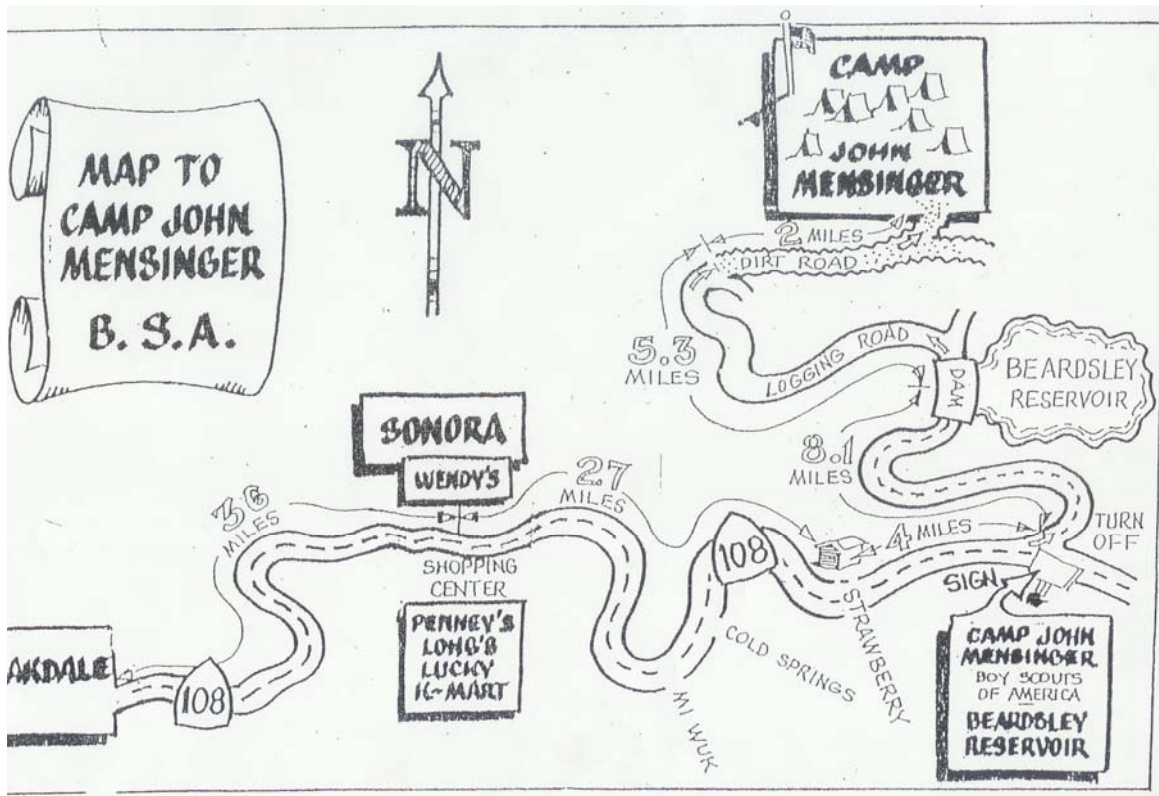 MAP TO
CAMP JOHN
MENSINGER
B. S. A.
N
CAMP
JOHN
MENSINGER
2 MILES
DIRT ROAD
5.3
MILES
LOGGING ROAD
DAM
BEARDSLEY
RESERVOIR
8.1
MILES
SONORA
WENDY'S
36
MILES
2.7
MILES
SHOPPING
CENTER
PENNEY'S
LONG'S
LUCKY
K-MART
108
4 MILES
TURN
OFF
SIGN
STRAWBERRY
COLD SPRINGS
MI WUK
AKDALE
108
CAMP JOHN
MENSINGER
BOY SCOUTS
OF AMERICA
BEARDSLEY
RESERVOIR